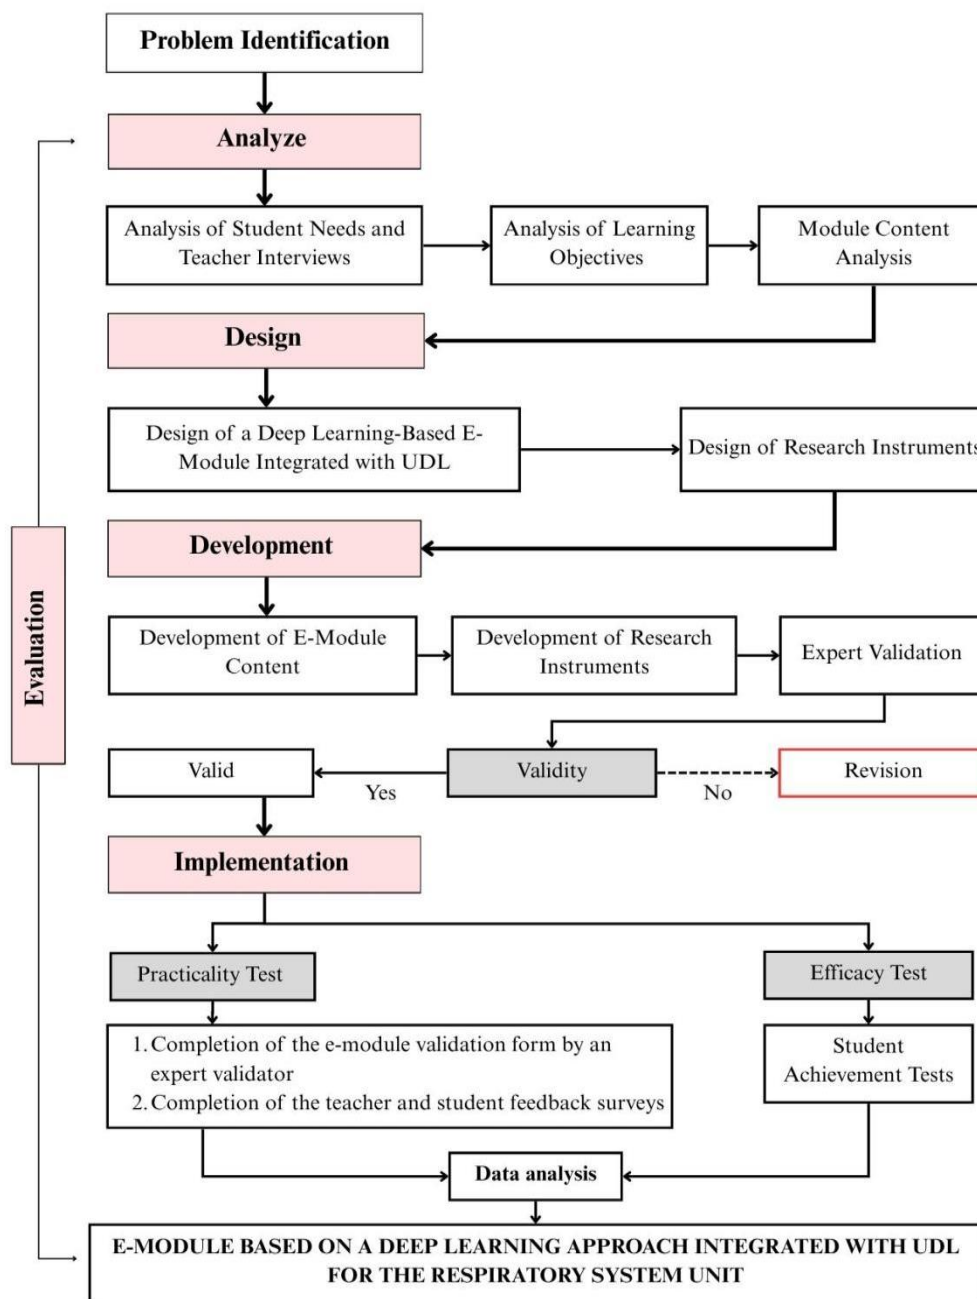 Problem Identification
Analyze
Analysis of Student Needs and
Teacher Interviews
Analysis of Learning
Objectives
Module Content
Analysis
Design
Design of a Deep Learning-Based E-
Module Integrated with UDL
Design of Research Instruments
Development
Evaluation
Development of E-Module
Content
Development of Research
Instruments
Expert Validation
Valid
Yes
Validity
No
Revision
Implementation
Practicality Test
Efficacy Test
1. Completion of the e-module validation form by an
expert validator
2. Completion of the teacher and student feedback surveys
Student
Achievement Tests
Data analysis
E-MODULE BASED ON A DEEP LEARNING APPROACH INTEGRATED WITH UDL
FOR THE RESPIRATORY SYSTEM UNIT